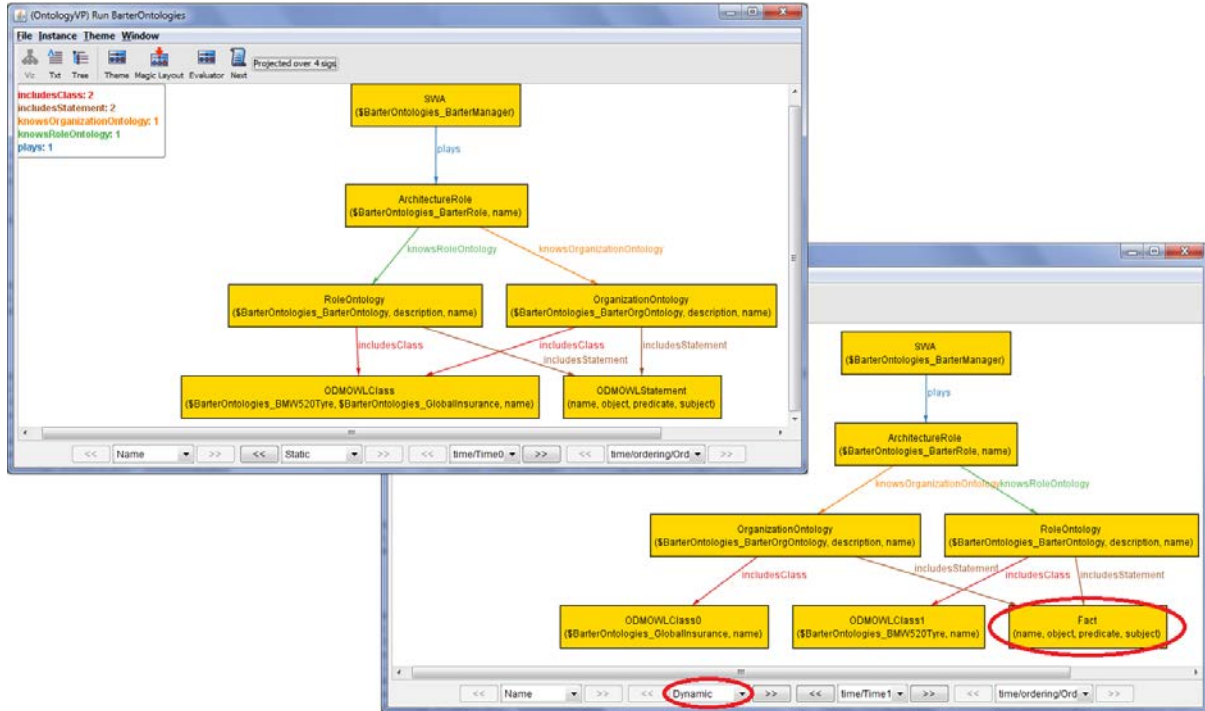 (OntologyVP) Run BarterOntologies
File Instance Theme Window
Viz Txt Tree Theme Magic Layout Evaluator Next Projected over 4 sigs
includesClass: 2
includesStatement: 2
knowsOrganizationOntology: 1
knowsRoleOntology: 1
plays: 1
SWA
($BarterOntologies_BarterManager)
plays
ArchitectureRole
($BarterOntologies_BarterRole, name)
knowsRoleOntology knowsOrganizationOntology
RoleOntology
($BarterOntologies_BarterOntology, description, name)
OrganizationOntology
($BarterOntologies_BarterOrgOntology, description, name)
includesClass includesClass includesStatement
includesStatement
ODMOWLClass
($BarterOntologies_BMW520Tyre, $BarterOntologies_GlobalInsurance, name)
ODMOWLStatement
(name, object, predicate, subject)
<< Name >> << Static >> << time/Time0 >> << time/ordering/Ord >>
SWA
($BarterOntologies_BarterManager)
plays
ArchitectureRole
($BarterOntologies_BarterRole, name)
knowsOrganizationOntology knowsRoleOntology
OrganizationOntology
($BarterOntologies_BarterOrgOntology, description, name)
RoleOntology
($BarterOntologies_BarterOntology, description, name)
includesStatement
includesClass includesClass includesStatement
ODMOWLClass0
($BarterOntologies_GlobalInsurance, name)
ODMOWLClass1
($BarterOntologies_BMW520Tyre, name)
Fact
(name, object, predicate, subject)
<< Name >> << Dynamic >> << time/Time1 >> << time/ordering/Ord >>